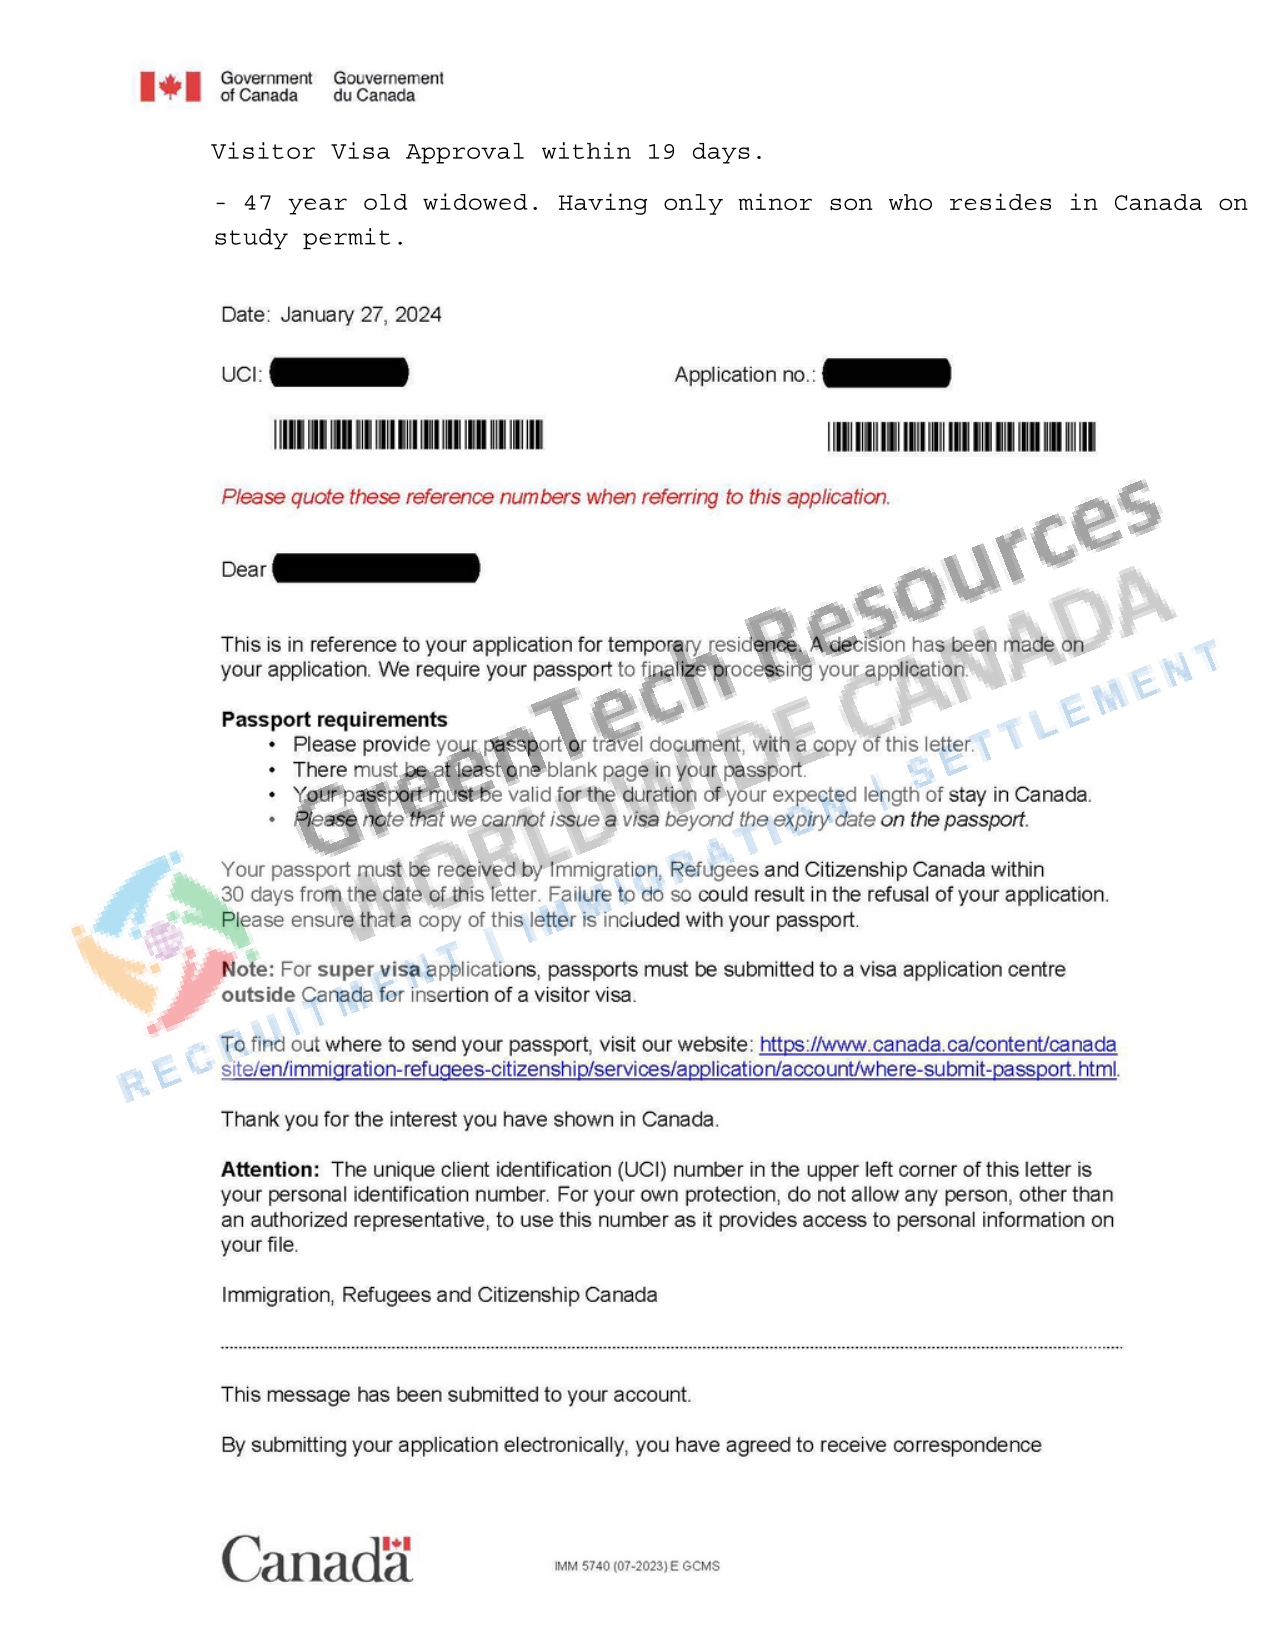 Government Gouvernement
of Canada du Canada
Visitor Visa Approval within 19 days.
- 47 year old widowed. Having only minor son who resides in Canada on
study permit.
Date: January 27, 2024
UCI: Application no.:
Please quote these reference numbers when referring to this application.
Dear
This is in reference to your application for temporary residence. A decision has been made on
your application. We require your passport to finalize processing your application.
Passport requirements
• Please provide your passport or travel document, with a copy of this letter.
• There must be at least one blank page in your passport.
• Your passport must be valid for the duration of your expected length of stay in Canada.
• Please note that we cannot issue a visa beyond the expiry date on the passport.
Your passport must be received by Immigration, Refugees and Citizenship Canada within
30 days from the date of this letter. Failure to do so could result in the refusal of your application.
Please ensure that a copy of this letter is included with your passport.
Note: For super visa applications, passports must be submitted to a visa application centre
outside Canada for insertion of a visitor visa.
To find out where to send your passport, visit our website: https://www.canada.ca/content/canada
site/en/immigration-refugees-citizenship/services/application/account/where-submit-passport.html.
Thank you for the interest you have shown in Canada.
Attention: The unique client identification (UCI) number in the upper left corner of this letter is
your personal identification number. For your own protection, do not allow any person, other than
an authorized representative, to use this number as it provides access to personal information on
your file.
Immigration, Refugees and Citizenship Canada
This message has been submitted to your account.
By submitting your application electronically, you have agreed to receive correspondence
Canada
IMM 5740 (07-2023) E GCMS
GreenTech Resources
WORLDWIDE CANADA
RECRUITMENT | IMMIGRATION | SETTLEMENT